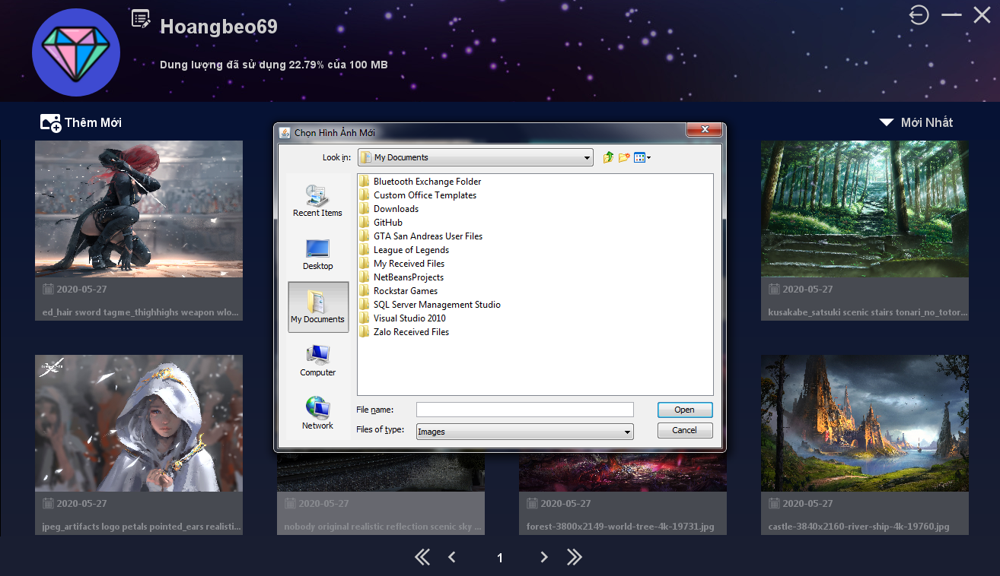 Hoangbeo69
Dung lượng đã sử dụng 22.79% của 100 MB
Thêm Mới
Mới Nhất
Chọn Hình Ảnh Mới
Look in:
My Documents
Recent Items
Desktop
My Documents
Computer
Network
Bluetooth Exchange Folder
Custom Office Templates
Downloads
GitHub
GTA San Andreas User Files
League of Legends
My Received Files
NetBeansProjects
Rockstar Games
SQL Server Management Studio
Visual Studio 2010
Zalo Received Files
File name:
Open
Files of type:
Images
Cancel
2020-05-27
ed_hair sword tagme_thighhighs weapon wlo...
2020-05-27
kusakabe_satsuki scenic stairs tonari_no_totor...
2020-05-27
jpeg_artifacts logo petals pointed_ears realisti...
2020-05-27
nobody original realistic reflection scenic sky ...
2020-05-27
forest-3800x2149-world-tree-4k-19731.jpg
2020-05-27
castle-3840x2160-river-ship-4k-19760.jpg
1